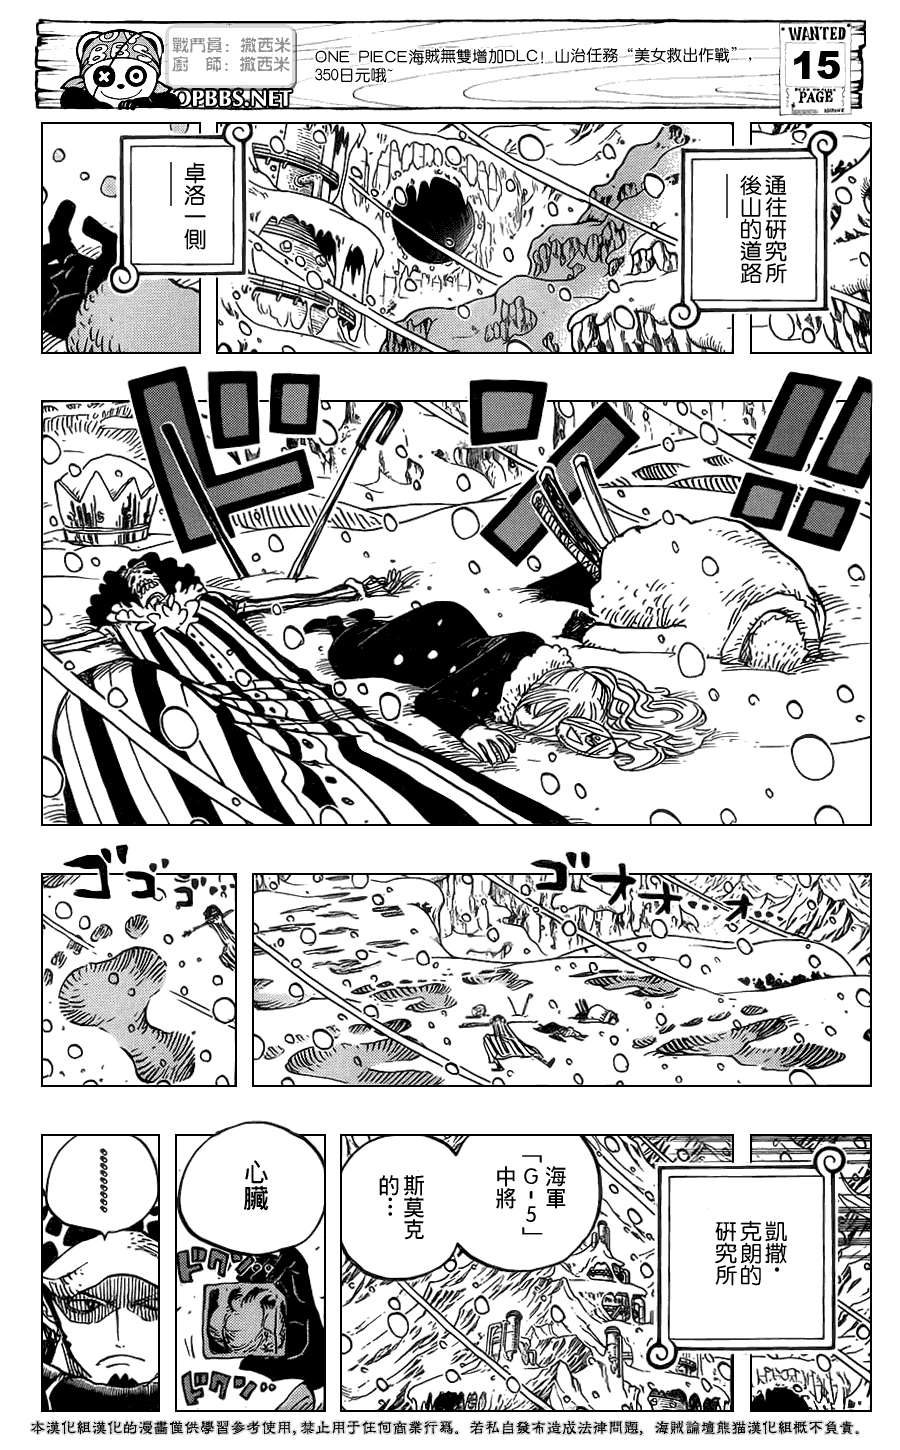 戰鬥員：撒西米
廚　師：撒西米
OPBBS.NET
ONE PIECE海賊無雙增加DLC！山治任務“美女救出作戰”，
350日元哦~
WANTED
15
PAGE
通往研究所
後山的道路
——
卓洛一側
——
ドドーン!!
ゴゴゴ…
ゴオォォ…
凱撒・
克朗的
研究所
海軍
「G-5」
中將
斯莫克
的…
心臟
ドクン
ドクン
…………
本漢化組漢化的漫畫僅供學習參考使用,禁止用于任何商業行爲。若私自發布造成法律問題，海賊論壇熊猫漢化組概不負責。